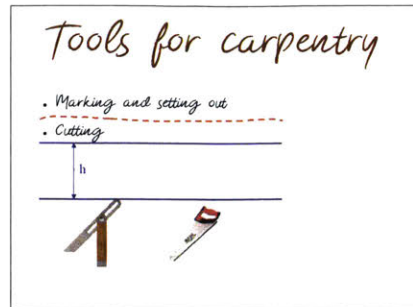 Tools for carpentry
. Marking and setting out
. Cutting
h